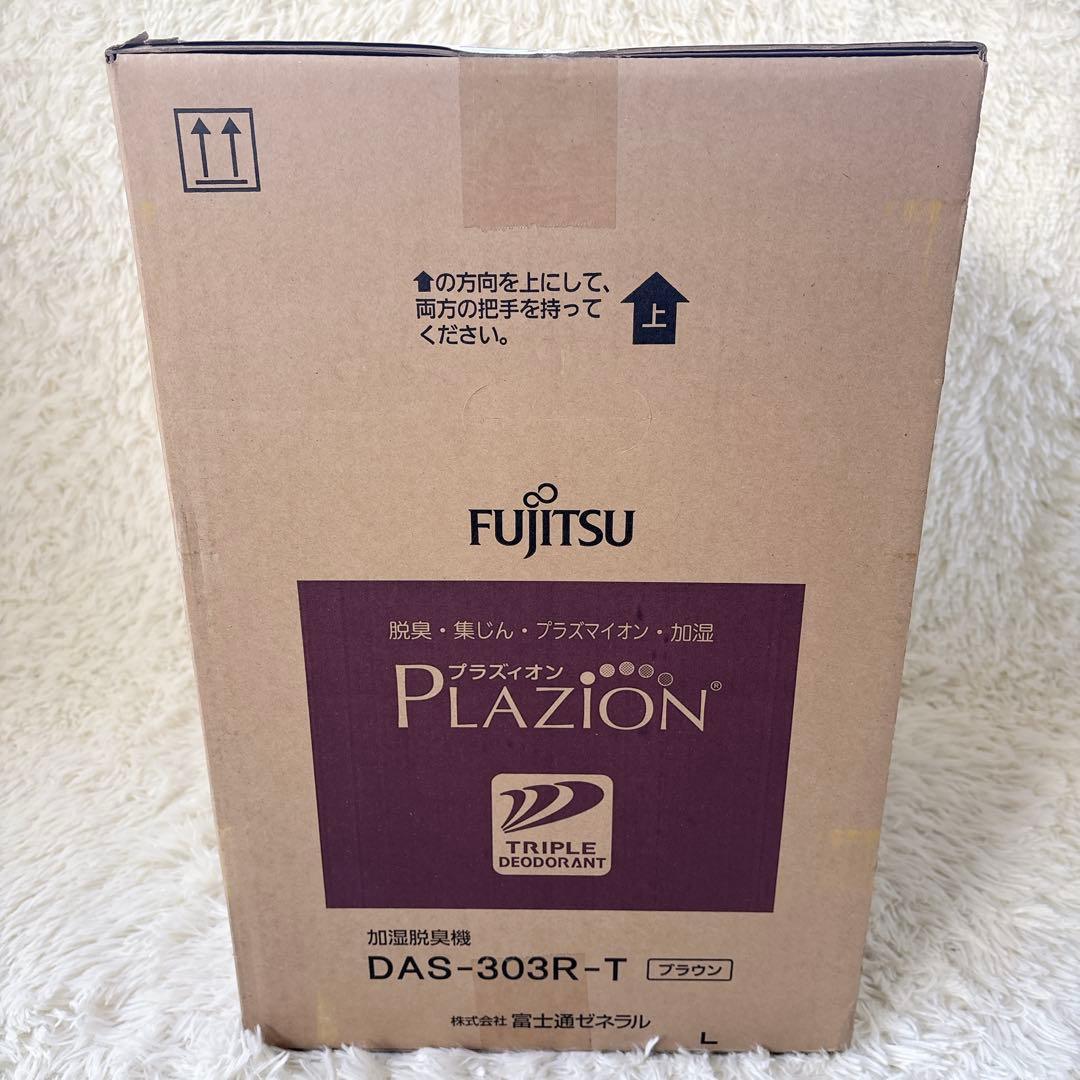 ⬆の方向を上にして、
両方の把手を持って
ください。
上
FUJITSU
脱臭・集じん・プラズマイオン・加湿
プラズィオン
PLAZION®
TRIPLE
DEODORANT
加湿脱臭機
DAS-303R-T ブラウン
株式会社 富士通ゼネラル
L